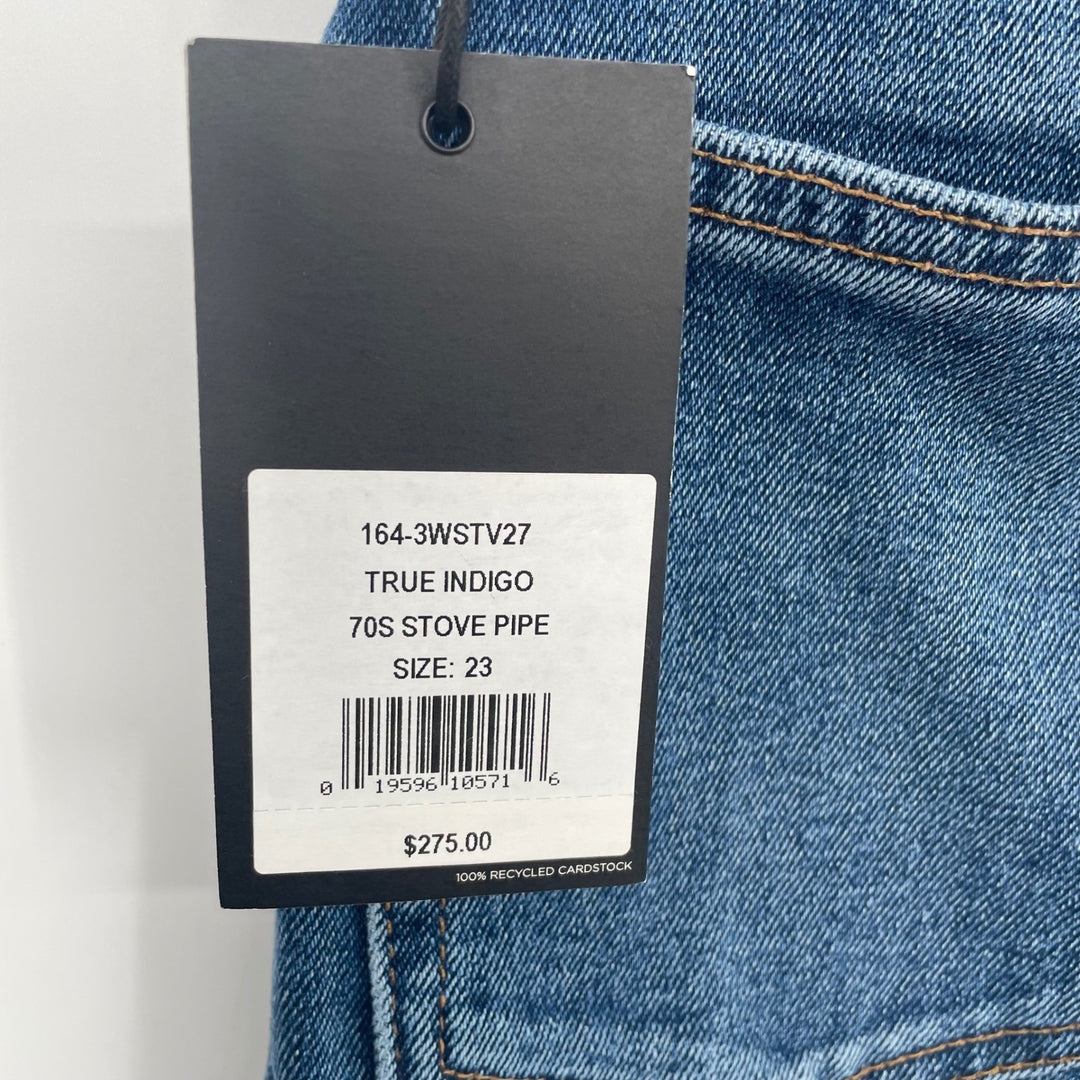 164-3WSTV27
TRUE INDIGO
70S STOVE PIPE
SIZE: 23
0 19596 10571 6
$275.00
100% RECYCLED CARDSTOCK